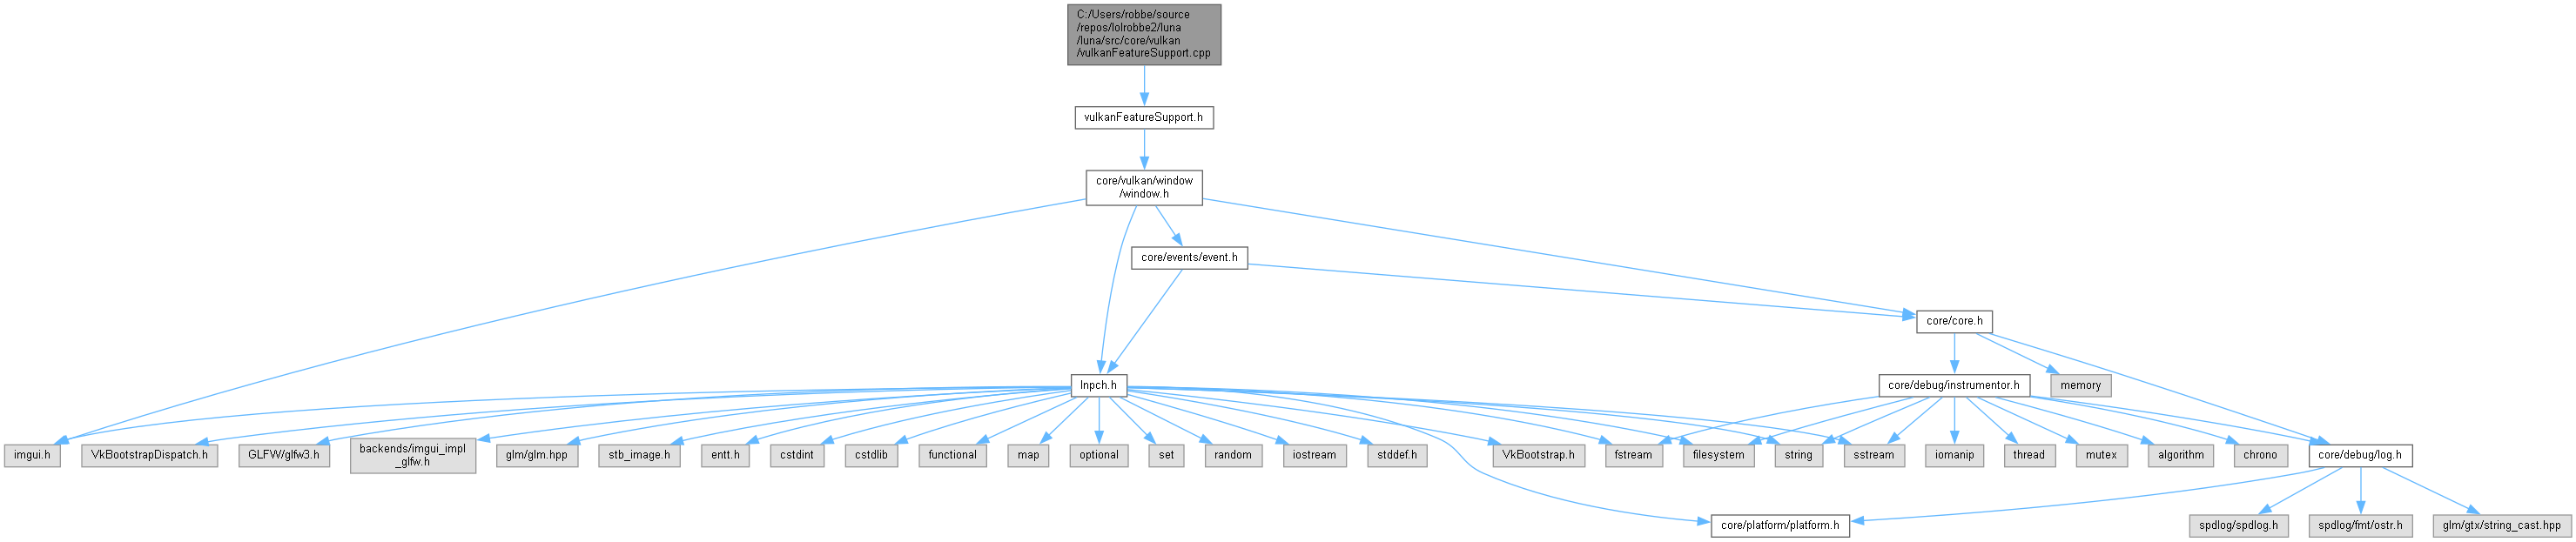 C:/Users/robbe/source
/repos/lolrobbe2/luna
/luna/src/core/vulkan
/vulkanFeatureSupport.cpp
vulkanFeatureSupport.h
core/vulkan/window
/window.h
core/events/event.h
core/core.h
lnpch.h
core/debug/instrumentor.h
memory
imgui.h
VkBootstrapDispatch.h
GLFW/glfw3.h
backends/imgui_impl
_glfw.h
glm/glm.hpp
stb_image.h
entt.h
cstdint
cstdlib
functional
map
optional
set
random
iostream
stddef.h
VkBootstrap.h
fstream
filesystem
string
sstream
iomanip
thread
mutex
algorithm
chrono
core/debug/log.h
core/platform/platform.h
spdlog/spdlog.h
spdlog/fmt/ostr.h
glm/gtx/string_cast.hpp